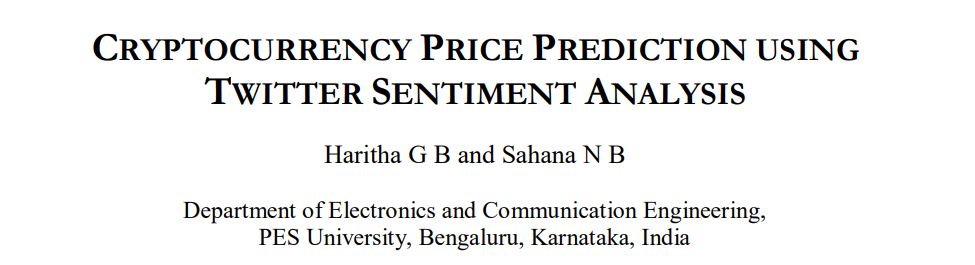 CRYPTOCURRENCY PRICE PREDICTION USING
TWITTER SENTIMENT ANALYSIS
Haritha G B and Sahana N B
Department of Electronics and Communication Engineering,
PES University, Bengaluru, Karnataka, India